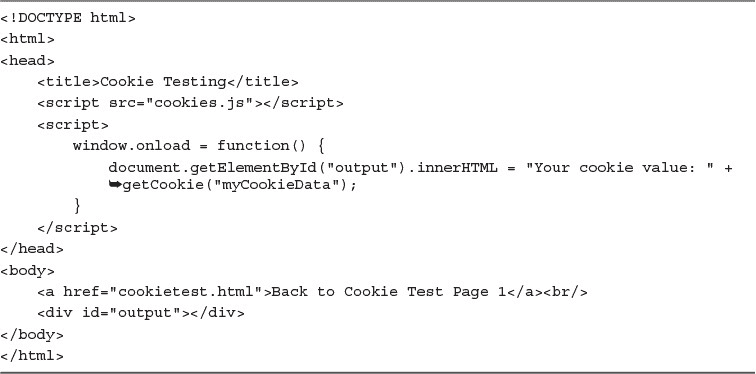 <!DOCTYPE html>
<html>
<head>
    <title>Cookie Testing</title>
    <script src="cookies.js"></script>
    <script>
        window.onload = function() {
            document.getElementById("output").innerHTML = "Your cookie value: " +
            ➥getCookie("myCookieData");
        }
    </script>
</head>
<body>
    <a href="cookietest.html">Back to Cookie Test Page 1</a><br/>
    <div id="output"></div>
</body>
</html>